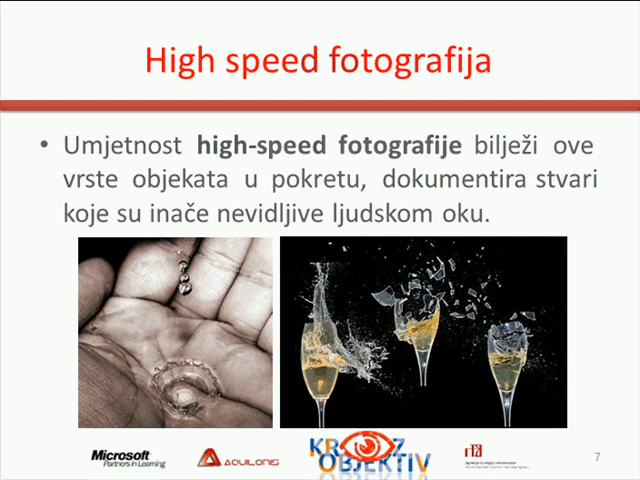 High speed fotografija
• Umjetnost high-speed fotografije bilježi ove
vrste objekata u pokretu, dokumentira stvari
koje su inače nevidljive ljudskom oku.
Microsoft
Partners in Learning
AQUILONIS
KROZ
OBJEKTIV
7